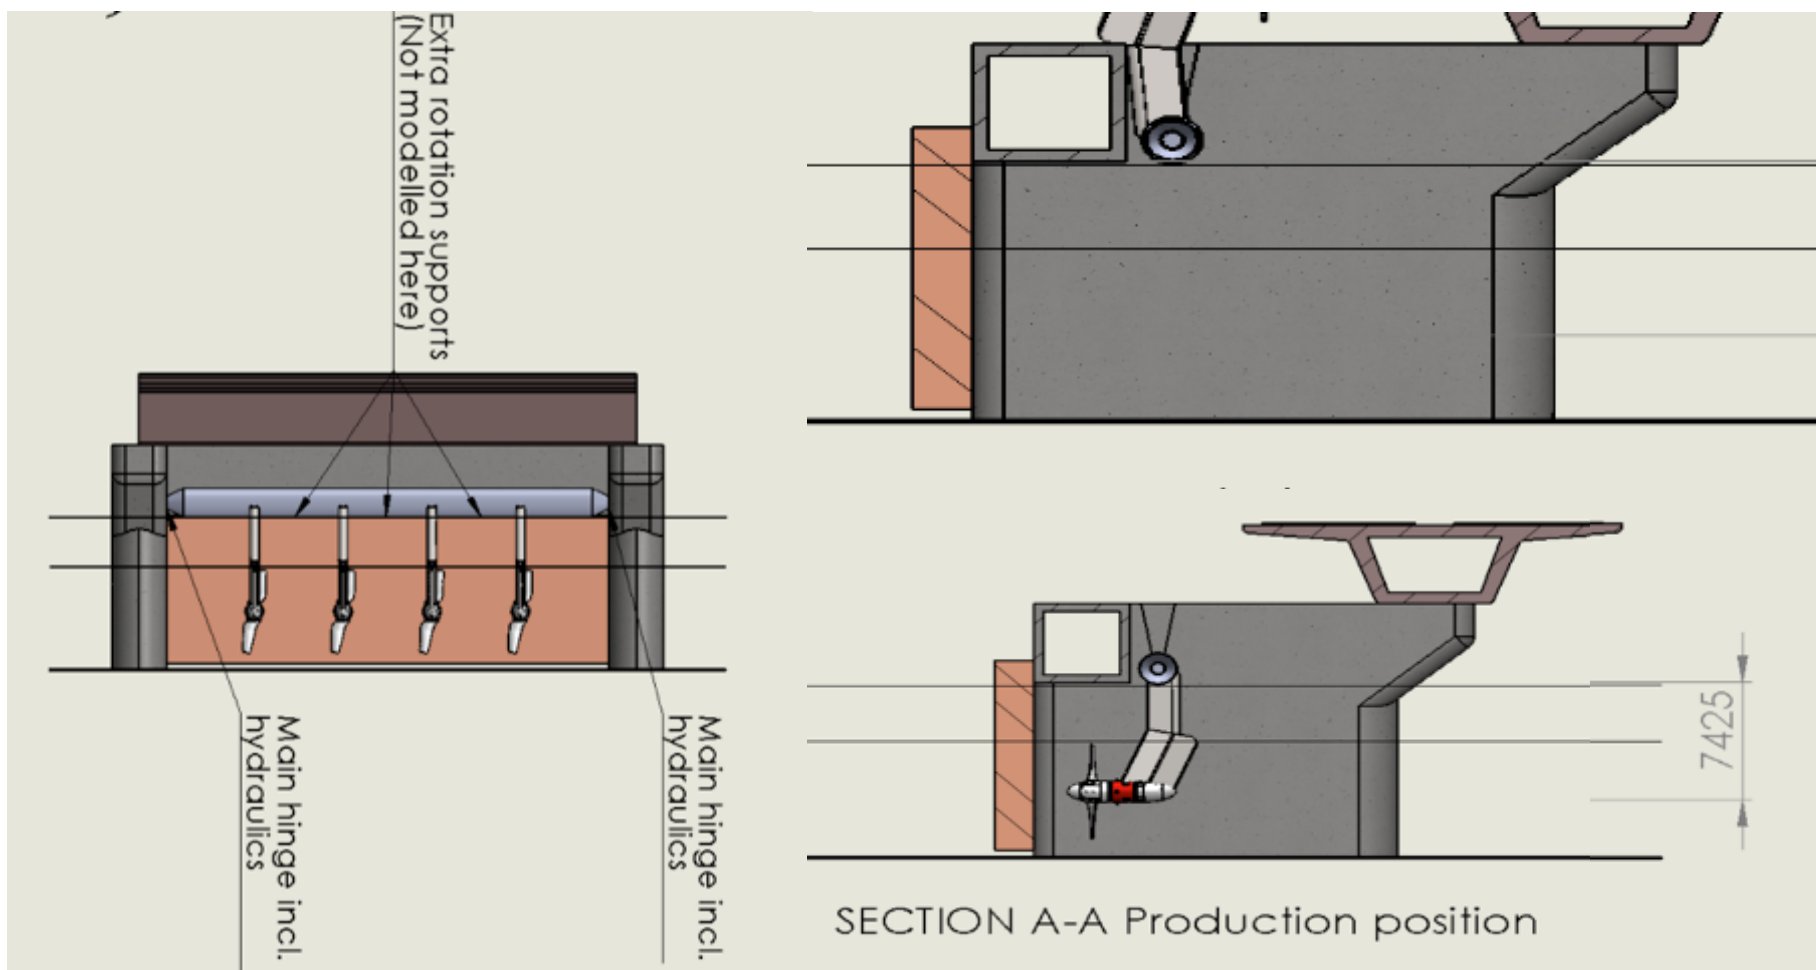 Extra rotation supports
(Not modelled here)
Main hinge incl.
hydraulics
Main hinge incl.
hydraulics
7425
SECTION A-A Production position